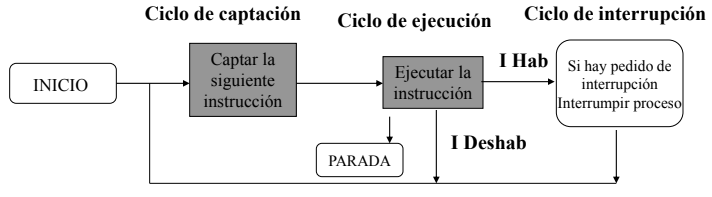 Ciclo de captación
Ciclo de ejecución
Ciclo de interrupción
INICIO
Captar la
siguiente
instrucción
Ejecutar la
instrucción
I Hab
Si hay pedido de
interrupción
Interrumpir proceso
PARADA
I Deshab